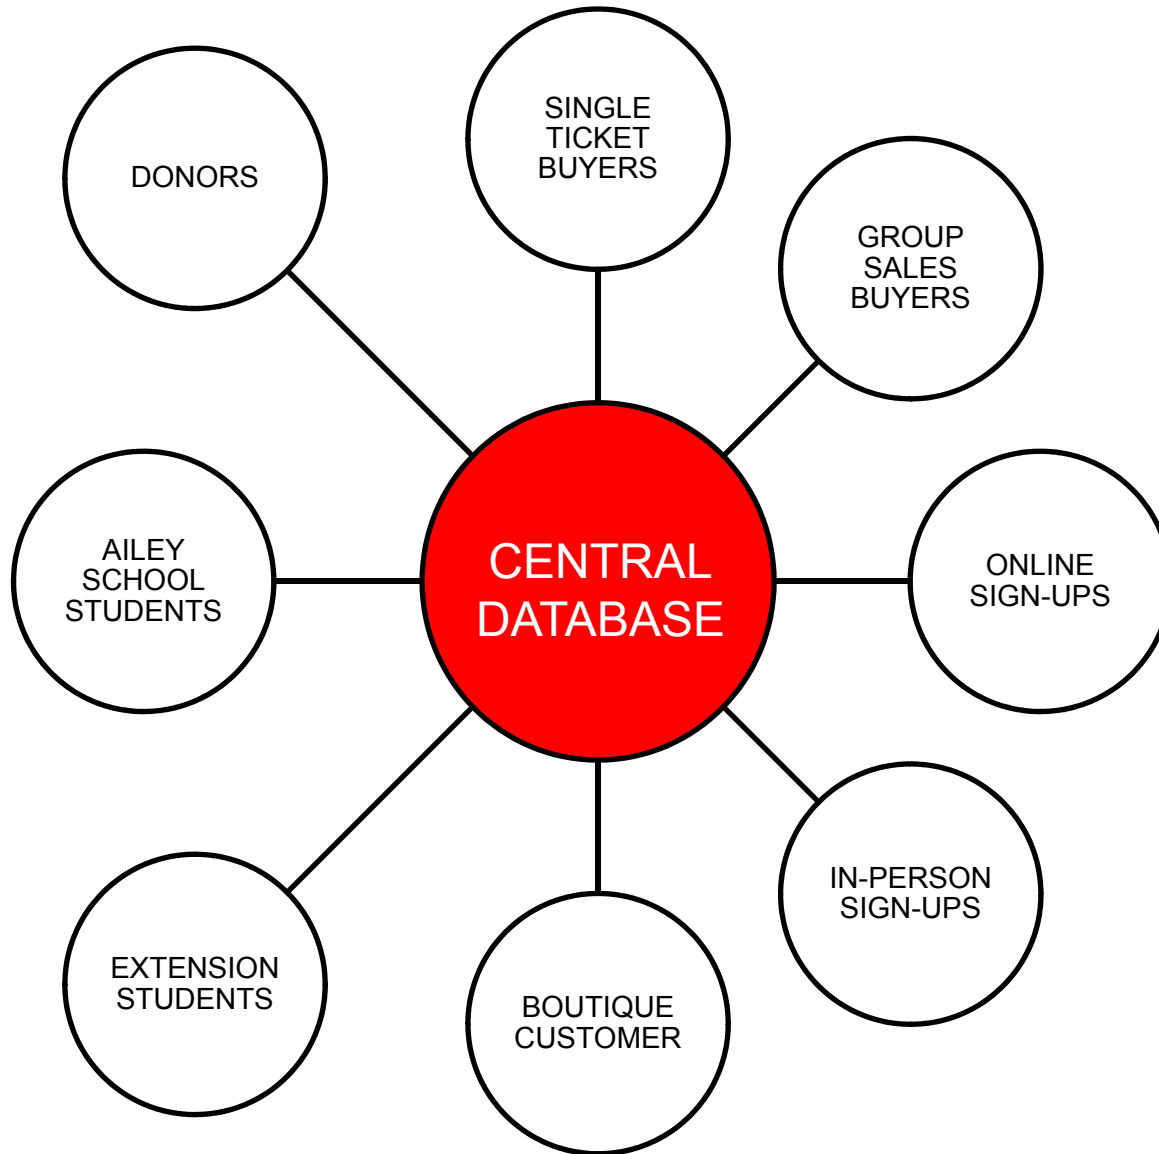 SINGLE
TICKET
BUYERS
DONORS
GROUP
SALES
BUYERS
AILEY
SCHOOL
STUDENTS
CENTRAL
DATABASE
ONLINE
SIGN-UPS
IN-PERSON
SIGN-UPS
EXTENSION
STUDENTS
BOUTIQUE
CUSTOMER